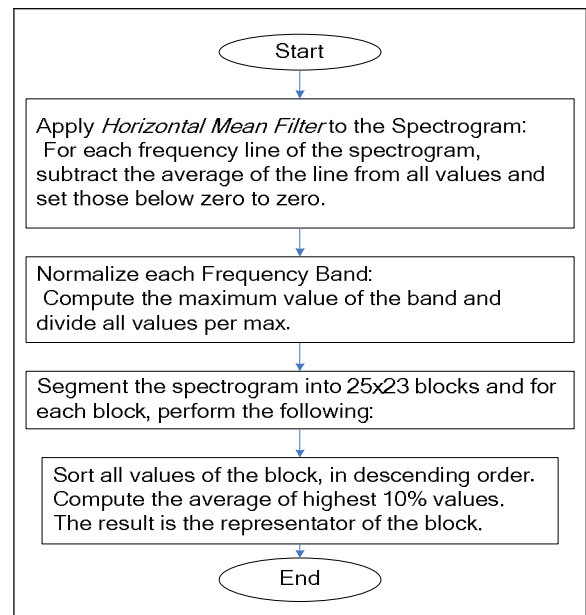 Start
Apply Horizontal Mean Filter to the Spectrogram:
For each frequency line of the spectrogram,
subtract the average of the line from all values and
set those below zero to zero.
Normalize each Frequency Band:
Compute the maximum value of the band and
divide all values per max.
Segment the spectrogram into 25x23 blocks and for
each block, perform the following:
Sort all values of the block, in descending order.
Compute the average of highest 10% values.
The result is the representator of the block.
End